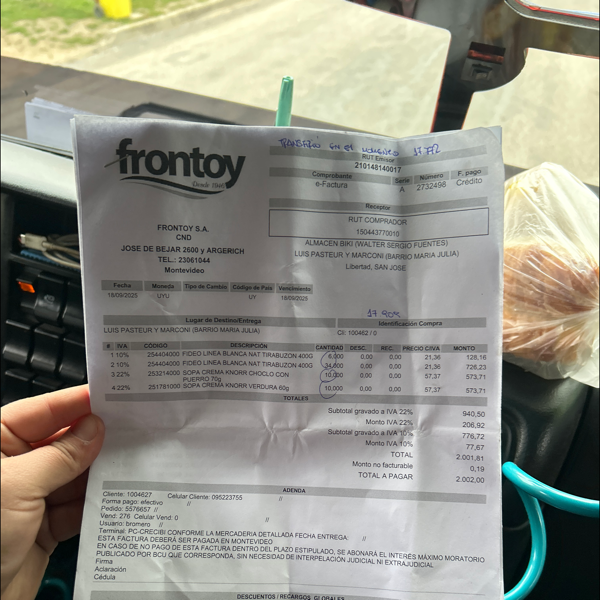 frontoy
Desde 1946
17.772
RUT Emisor
210148140017
Comprobante Serie Número F. pago
e-Factura A 2732498 Crédito
Receptor
RUT COMPRADOR
150443770010
FRONTOY S.A.
CND
JOSE DE BEJAR 2600 y ARGERICH
TEL.: 23061044
Montevideo
ALMACEN BIKI (WALTER SERGIO FUENTES)
LUIS PASTEUR Y MARCONI (BARRIO MARIA JULIA)
Libertad, SAN JOSE
Fecha Moneda Tipo de Cambio Código de País Vencimiento
18/09/2025 UYU UY 18/09/2025
Lugar de Destino/Entrega Identificación Compra
LUIS PASTEUR Y MARCONI (BARRIO MARIA JULIA) CII: 100462 / 0
# IVA CÓDIGO DESCRIPCIÓN CANTIDAD DESC. REC. PRECIO C/IVA MONTO
1 10% 254404000 FIDEO LINEA BLANCA NAT TIRABUZON 400G 6,000 0,00 0,00 21,36 128,16
2 10% 254404000 FIDEO LINEA BLANCA NAT TIRABUZON 400G 34,000 0,00 0,00 21,36 726,23
3 22% 253214000 SOPA CREMA KNORR CHOCLO CON 10,000 0,00 0,00 57,37 573,71
PUERRO 70g
4 22% 251781000 SOPA CREMA KNORR VERDURA 60g 10,000 0,00 0,00 57,37 573,71
TOTALES
Subtotal gravado a IVA 22% 940,50
Monto IVA 22% 206,92
Subtotal gravado a IVA 10% 776,72
Monto IVA 10% 77,67
TOTAL 2.001,81
Monto no facturable 0,19
TOTAL A PAGAR 2.002,00
ADENDA
Cliente: 1004627 Celular Cliente: 095223755 //
Forma pago: efectivo //
Pedido: 5576657 //
Vend: 276 Celular Vend: 0 //
Usuario: bromero //
Terminal: PC-CRECIBI CONFORME LA MERCADERIA DETALLADA FECHA ENTREGA: //
ESTA FACTURA DEBERÁ SER PAGADA EN MONTEVIDEO
EN CASO DE NO PAGO DE ESTA FACTURA DENTRO DEL PLAZO ESTIPULADO, SE ABONARÁ EL INTERÉS MÁXIMO MORATORIO
PUBLICADO POR BCU QUE CORRESPONDA, SIN NECESIDAD DE INTERPELACIÓN JUDICIAL NI EXTRAJUDICIAL
Firma
Aclaración
Cédula
DESCUENTOS / RECARGOS GLOBALES